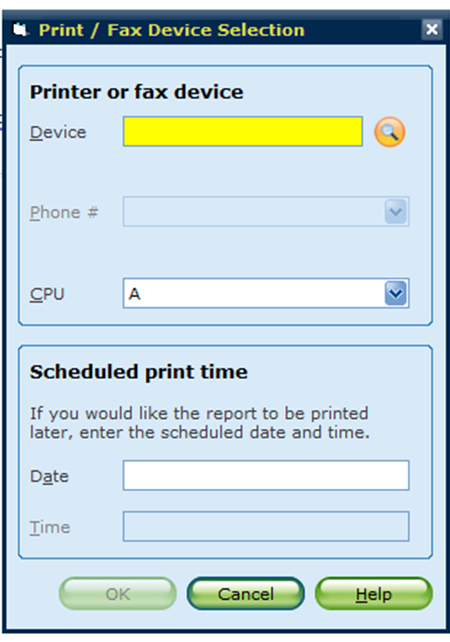 Print / Fax Device Selection
Printer or fax device
Device
Phone #
CPU A
Scheduled print time
If you would like the report to be printed
later, enter the scheduled date and time.
Date
Time
OK Cancel Help